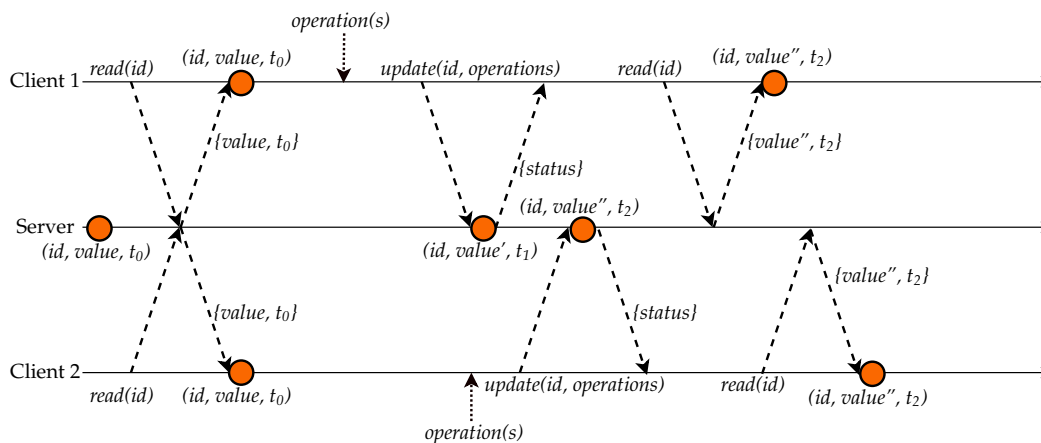 operation(s)
(id, value, t0)
(id, value″, t2)
Client 1
read(id)
update(id, operations)
read(id)
{value, t0}
{value″, t2}
{status}
(id, value″, t2)
Server
(id, value, t0)
(id, value′, t1)
{value″, t2}
{value, t0}
{status}
Client 2
read(id)
(id, value, t0)
update(id, operations)
read(id)
(id, value″, t2)
operation(s)